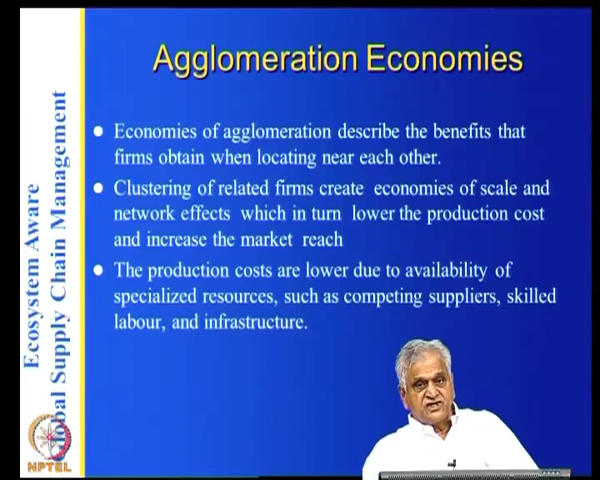 Agglomeration Economies
Economies of agglomeration describe the benefits that
firms obtain when locating near each other.
Clustering of related firms create economies of scale and
network effects which in turn lower the production cost
and increase the market reach
The production costs are lower due to availability of
specialized resources, such as competing suppliers, skilled
labour, and infrastructure.
Ecosystem Aware
Global Supply Chain Management
NPTEL